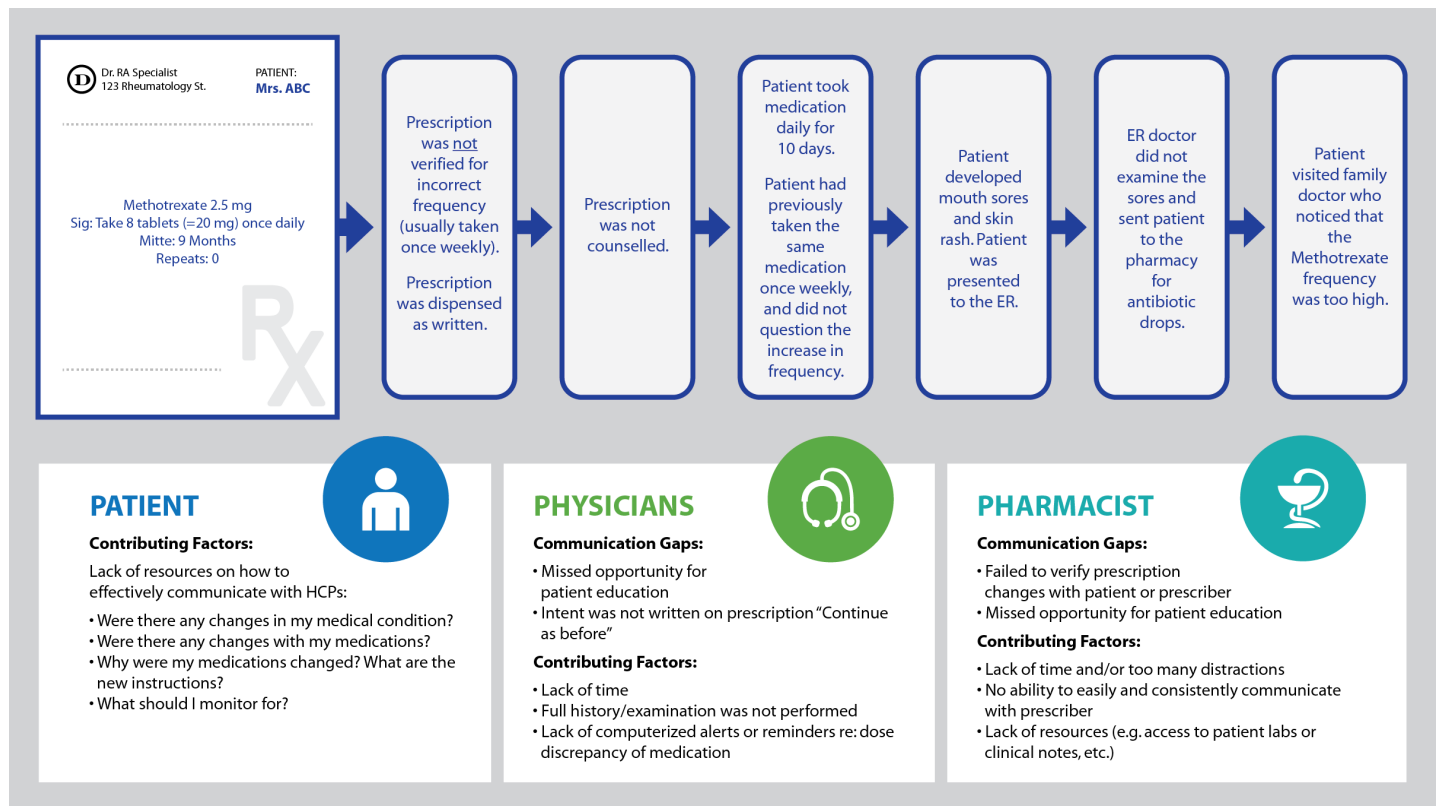 D
Dr. RA Specialist
123 Rheumatology St.
PATIENT:
Mrs. ABC
Methotrexate 2.5 mg
Sig: Take 8 tablets (=20 mg) once daily
Mitte: 9 Months
Repeats: 0
Rx
Prescription
was not
verified for
incorrect
frequency
(usually taken
once weekly).
Prescription
was dispensed
as written.
Prescription
was not
counselled.
Patient took
medication
daily for
10 days.
Patient had
previously
taken the
same
medication
once weekly,
and did not
question the
increase in
frequency.
Patient
developed
mouth sores
and skin
rash. Patient
was
presented
to the ER.
ER doctor
did not
examine the
sores and
sent patient
to the
pharmacy
for
antibiotic
drops.
Patient
visited family
doctor who
noticed that
the
Methotrexate
frequency
was too high.
PATIENT
Contributing Factors:
Lack of resources on how to
effectively communicate with HCPs:
• Were there any changes in my medical condition?
• Were there any changes with my medications?
• Why were my medications changed? What are the
new instructions?
• What should I monitor for?
PHYSICIANS
Communication Gaps:
• Missed opportunity for
patient education
• Intent was not written on prescription “Continue
as before”
Contributing Factors:
• Lack of time
• Full history/examination was not performed
• Lack of computerized alerts or reminders re: dose
discrepancy of medication
PHARMACIST
Communication Gaps:
• Failed to verify prescription
changes with patient or prescriber
• Missed opportunity for patient education
Contributing Factors:
• Lack of time and/or too many distractions
• No ability to easily and consistently communicate
with prescriber
• Lack of resources (e.g. access to patient labs or
clinical notes, etc.)